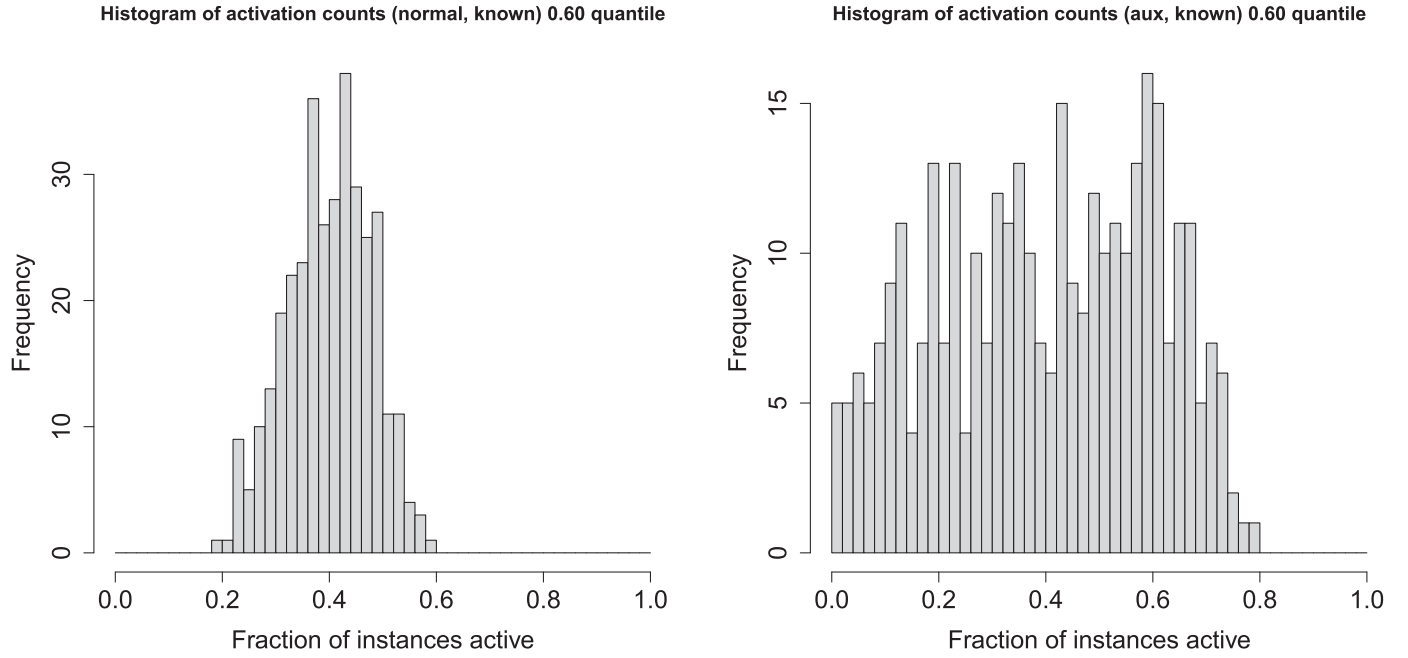 Histogram of activation counts (normal, known) 0.60 quantile
Frequency
30
20
10
0
0.0 0.2 0.4 0.6 0.8 1.0
Fraction of instances active
Histogram of activation counts (aux, known) 0.60 quantile
Frequency
15
10
5
0
0.0 0.2 0.4 0.6 0.8 1.0
Fraction of instances active